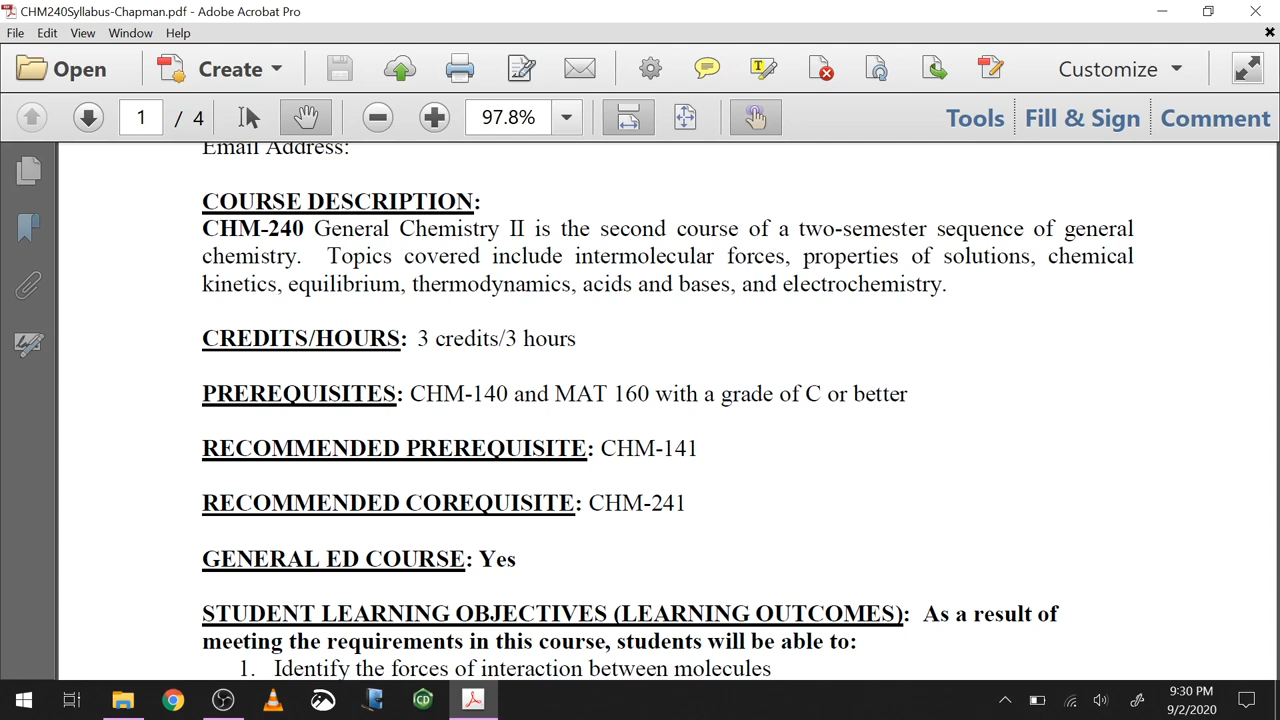 CHM240Syllabus-Chapman.pdf - Adobe Acrobat Pro
File Edit View Window Help
Open Create Customize
1 / 4 97.8% Tools Fill & Sign Comment
Email Address:
COURSE DESCRIPTION:
CHM-240 General Chemistry II is the second course of a two-semester sequence of general
chemistry. Topics covered include intermolecular forces, properties of solutions, chemical
kinetics, equilibrium, thermodynamics, acids and bases, and electrochemistry.
CREDITS/HOURS: 3 credits/3 hours
PREREQUISITES: CHM-140 and MAT 160 with a grade of C or better
RECOMMENDED PREREQUISITE: CHM-141
RECOMMENDED COREQUISITE: CHM-241
GENERAL ED COURSE: Yes
STUDENT LEARNING OBJECTIVES (LEARNING OUTCOMES): As a result of
meeting the requirements in this course, students will be able to:
1. Identify the forces of interaction between molecules
9:30 PM
9/2/2020